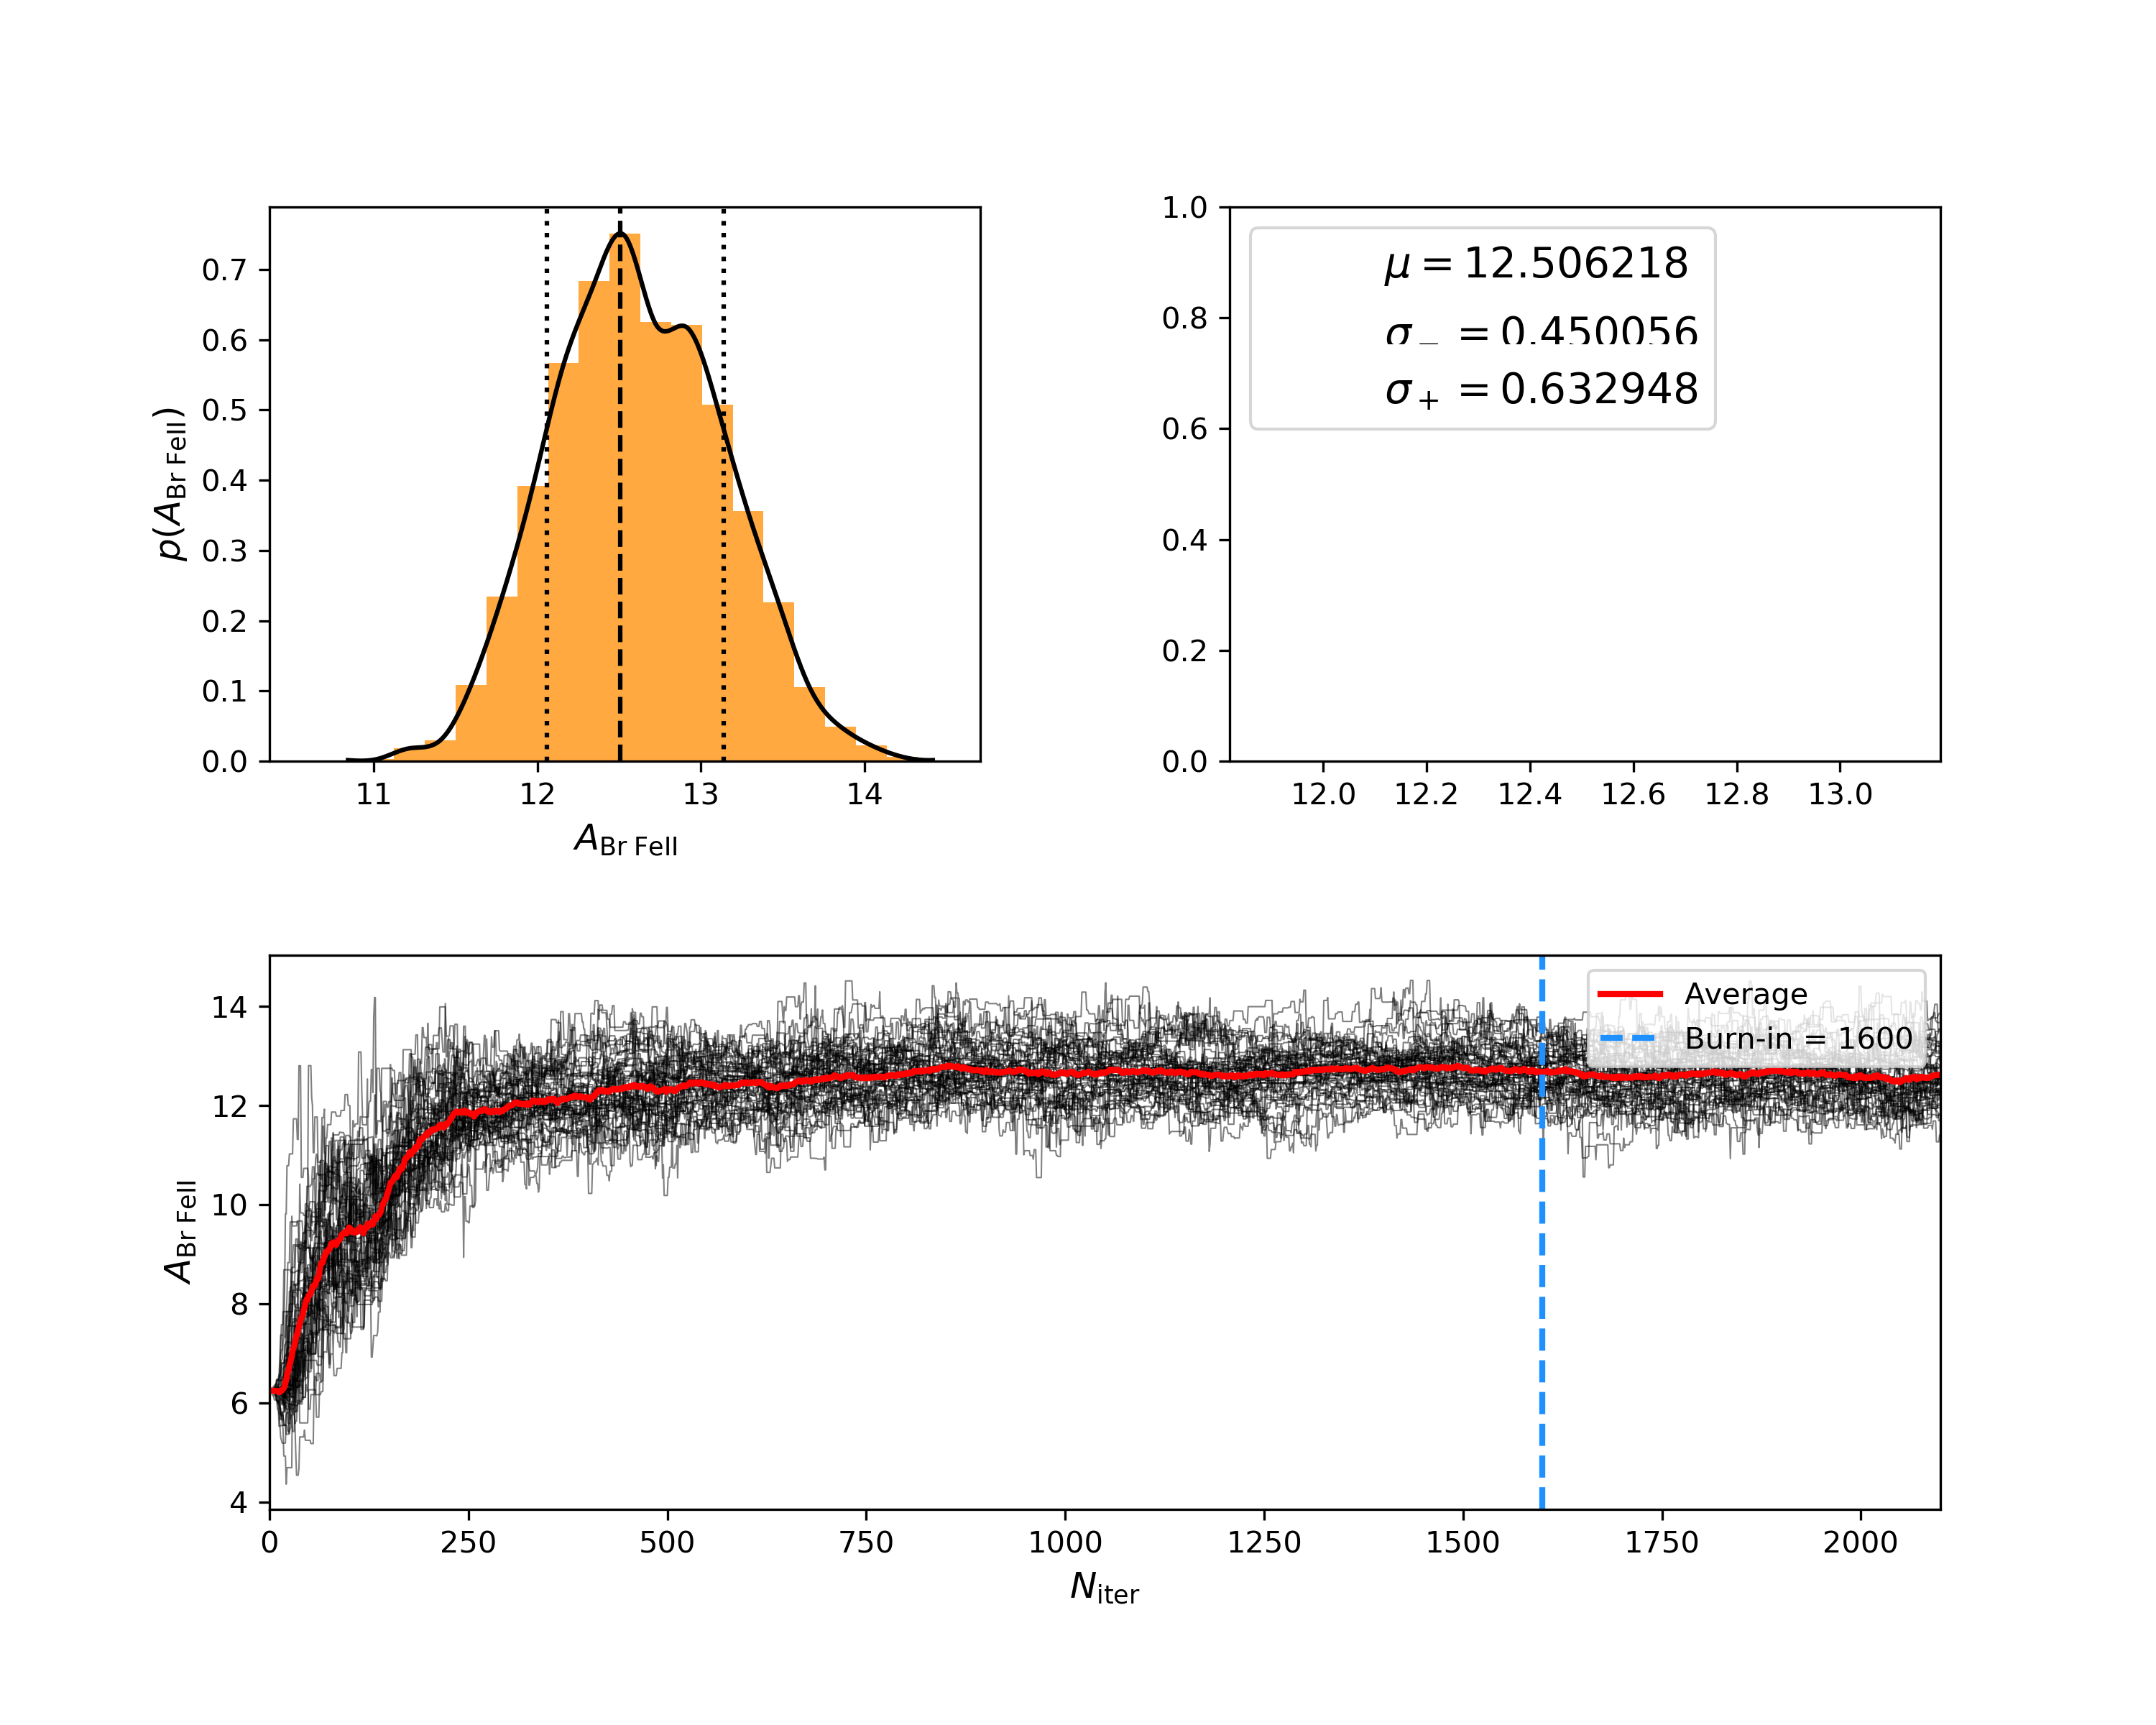 0.7
0.6
0.5
0.4
0.3
0.2
0.1
0.0
p(A_Br FeII)
11 12 13 14
A_Br FeII
1.0
0.8
0.6
0.4
0.2
0.0
μ = 12.506218
σ_- = 0.450056
σ_+ = 0.632948
12.0 12.2 12.4 12.6 12.8 13.0
14
12
10
8
6
4
A_Br FeII
Average
Burn-in = 1600
0 250 500 750 1000 1250 1500 1750 2000
N_iter